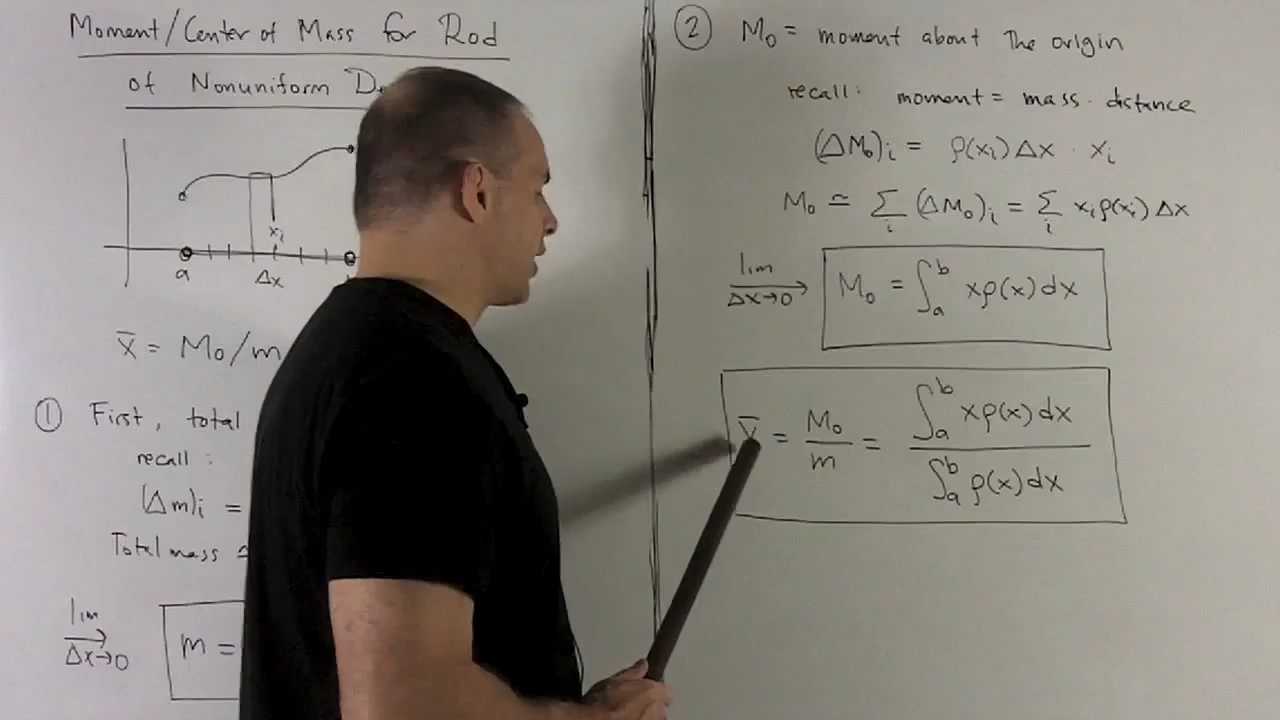 Moment/Center of Mass for Rod
of Nonuniform
xᵢ
a Δx
x̄ = M₀/m
① First, total
recall:
(Δm)ᵢ =
Total mass ≃
lim
Δx→0
m =
② M₀ = moment about the origin
recall: moment = mass · distance
(ΔM₀)ᵢ = ρ(xᵢ)Δx · xᵢ
M₀ ≃ ∑ᵢ (ΔM₀)ᵢ = ∑ᵢ xᵢρ(xᵢ)Δx
lim
Δx→0
M₀ = ∫ₐᵇ xρ(x)dx
x̄ = M₀/m = ∫ₐᵇ xρ(x)dx / ∫ₐᵇ ρ(x)dx